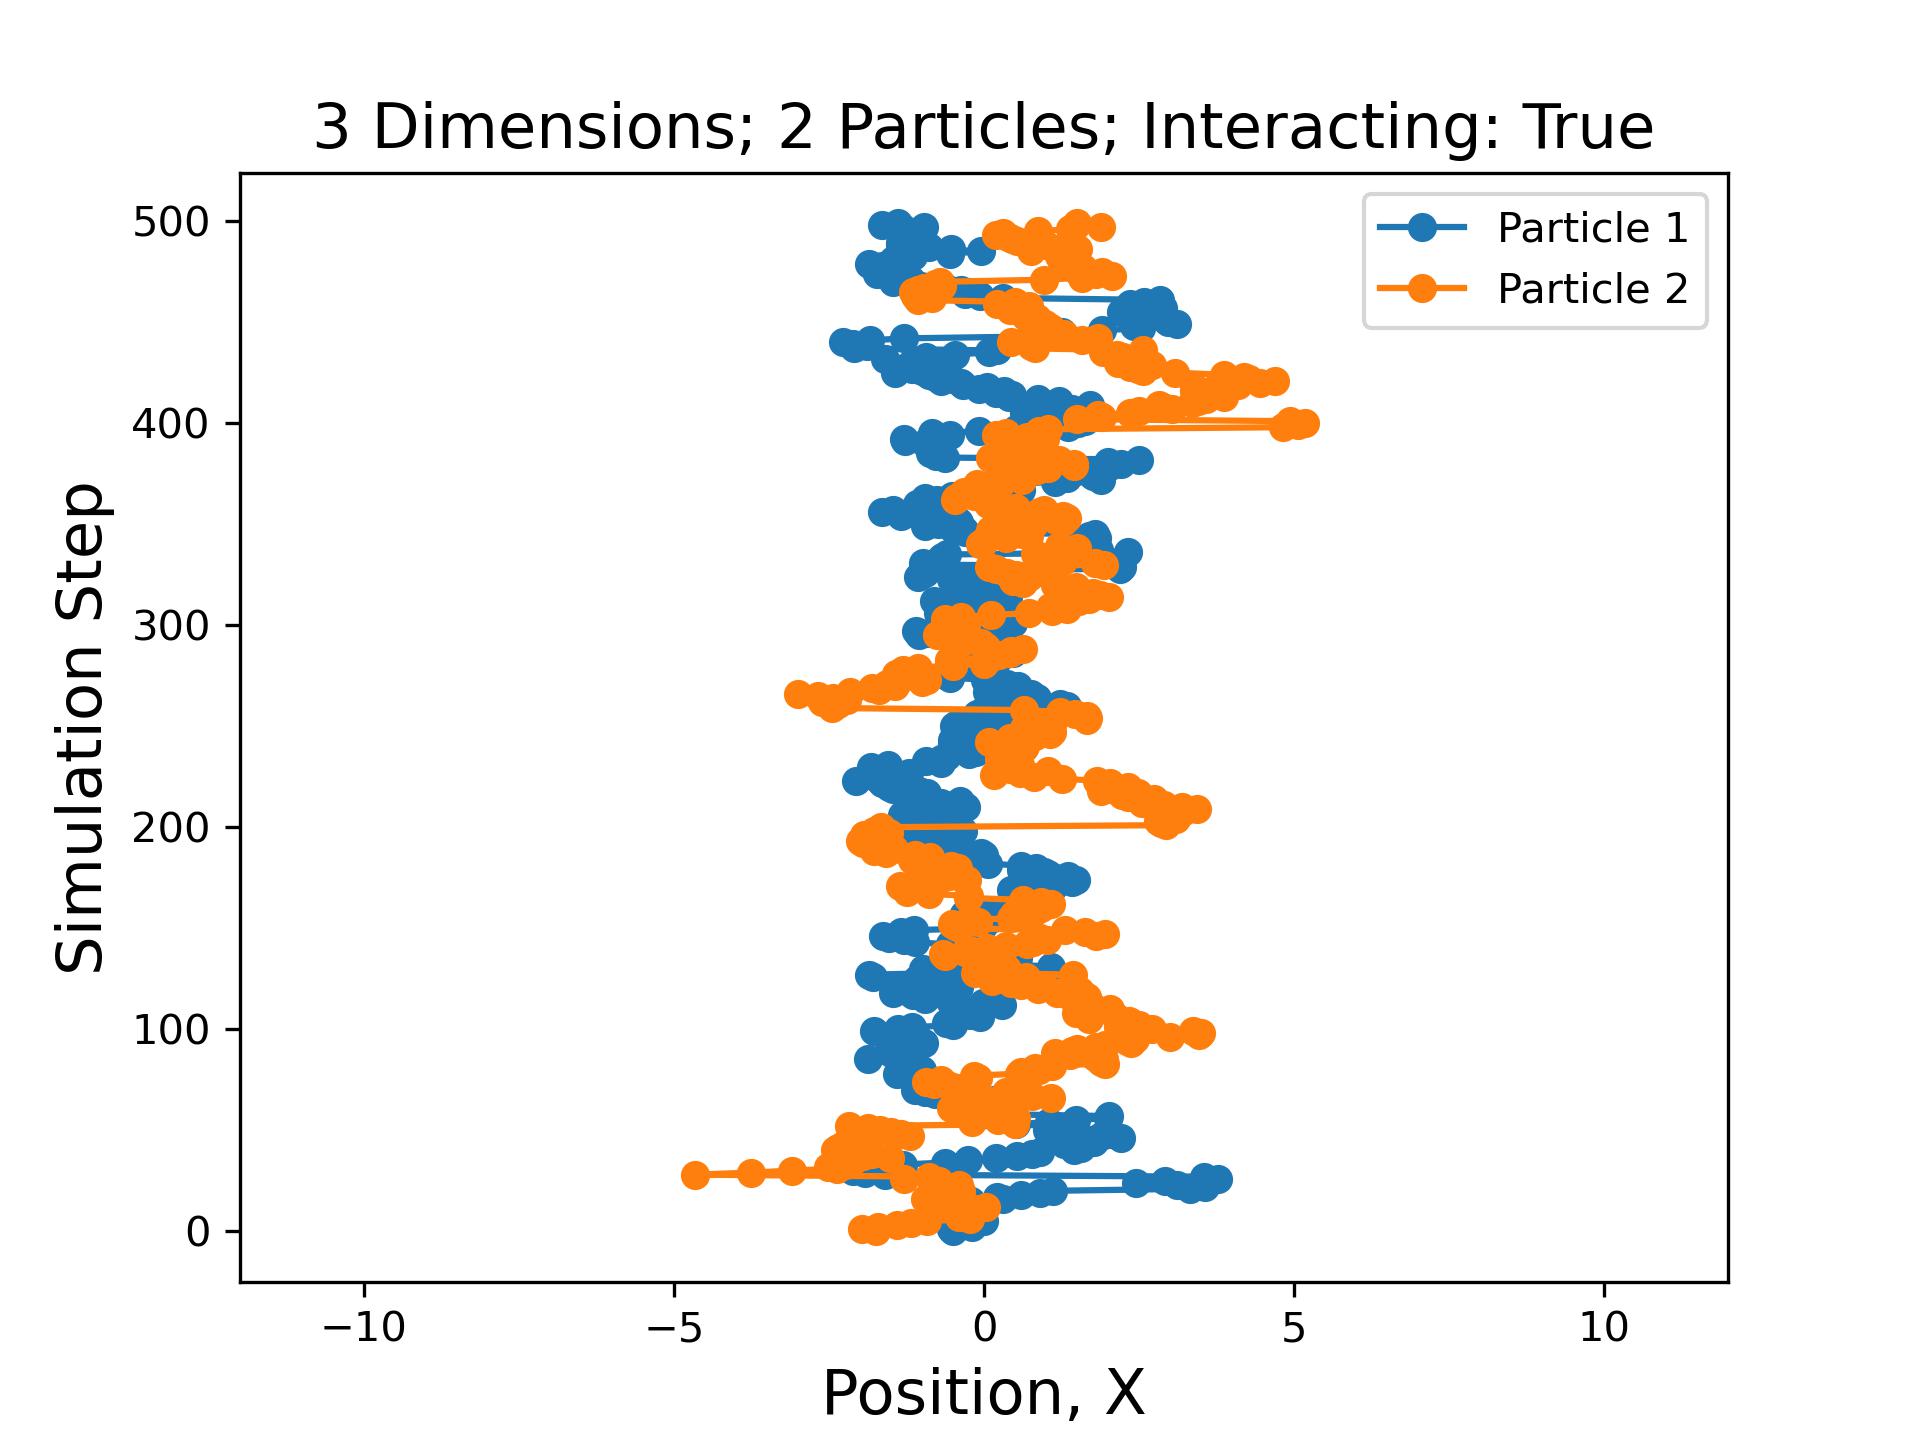 3 Dimensions; 2 Particles; Interacting: True
Particle 1
Particle 2
Simulation Step
500
400
300
200
100
0
−10
−5
0
5
10
Position, X